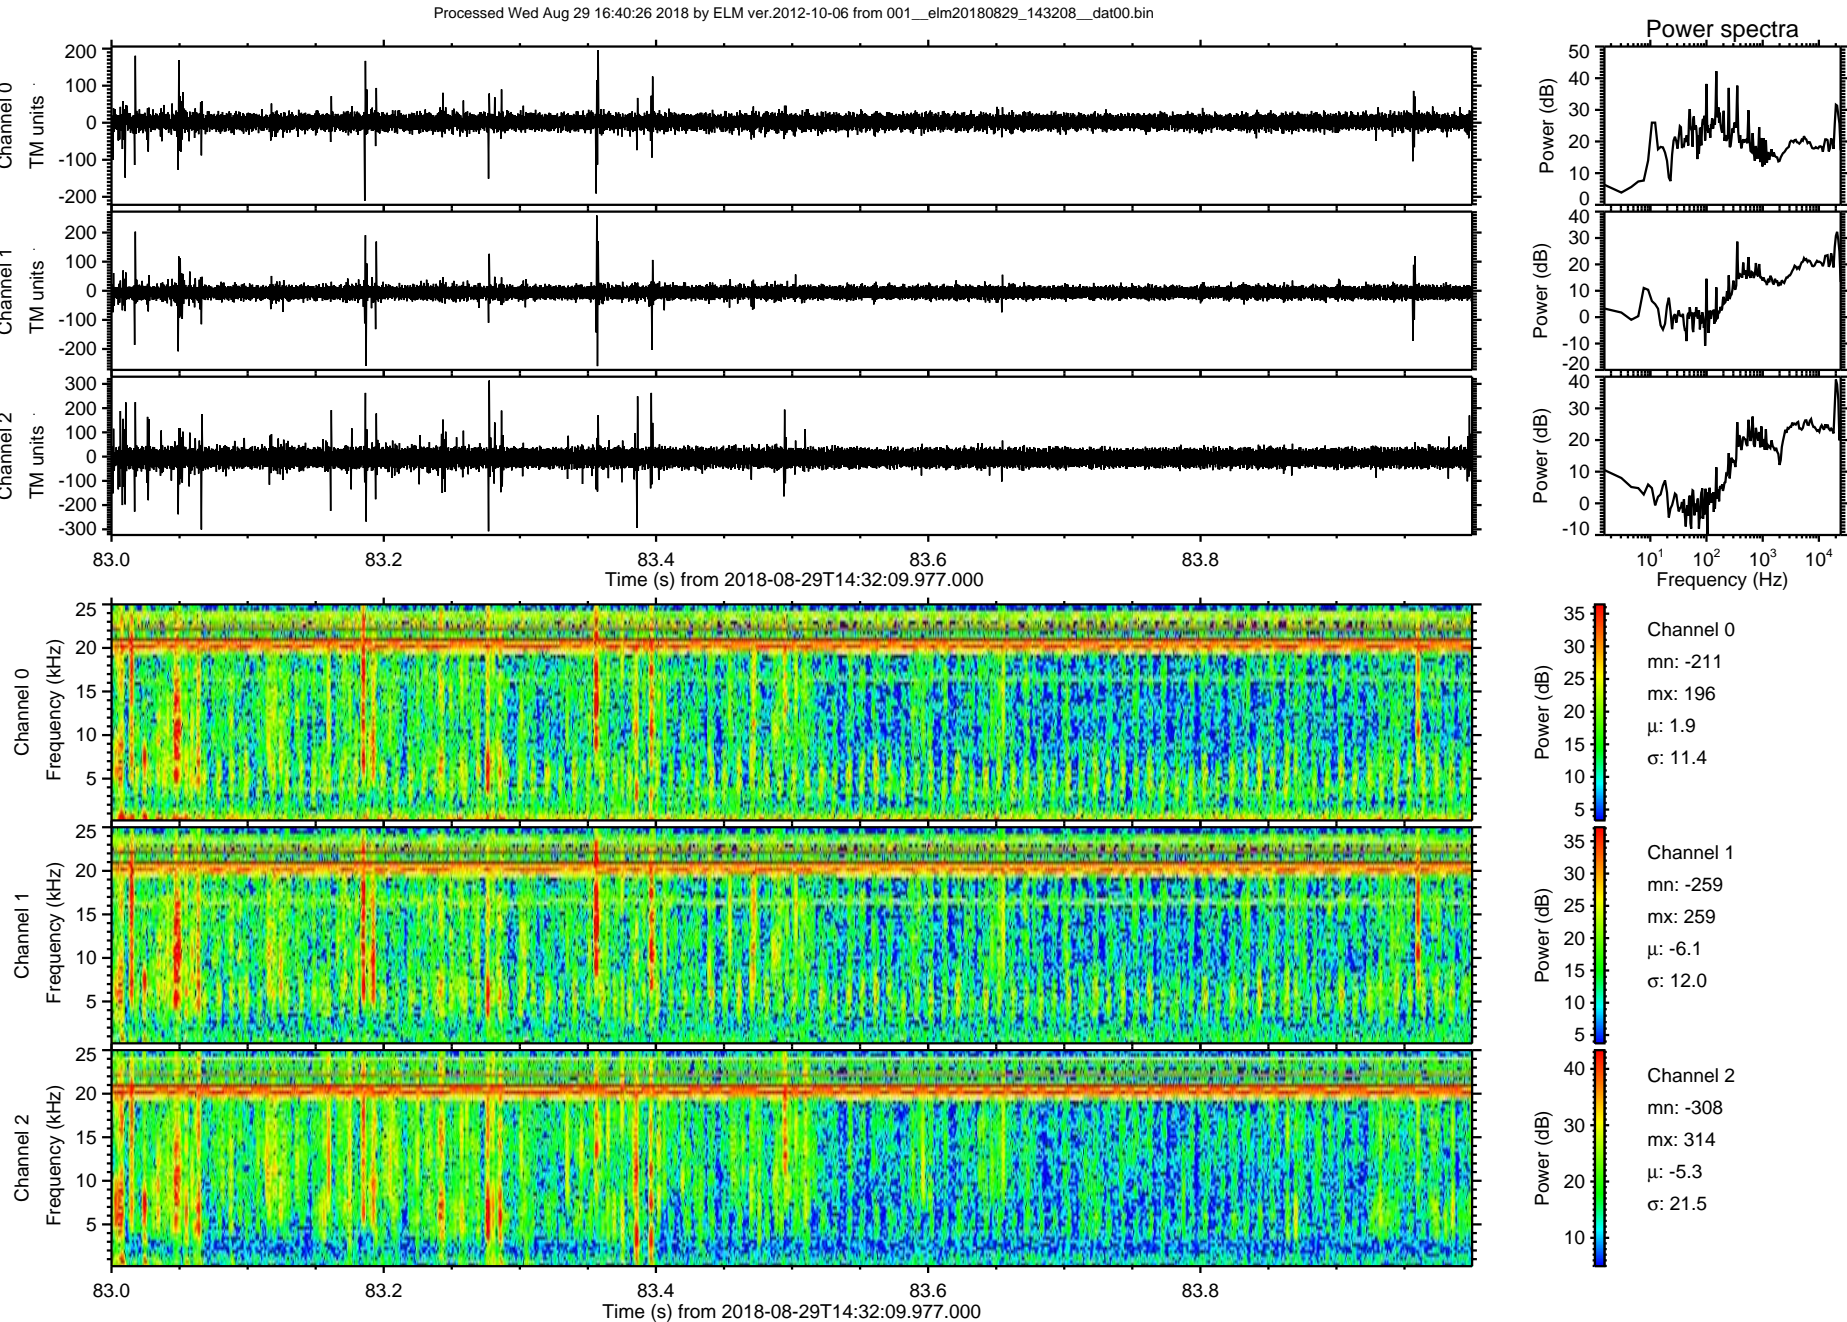 Processed Wed Aug 29 16:40:26 2018 by ELM ver.2012-10-06 from 001__elm20180829_143208__dat00.bin
Power spectra
Channel 0
TM units
200
100
0
-100
-200
Power (dB)
50
40
30
20
10
0
Channel 1
TM units
200
100
0
-100
-200
Power (dB)
40
30
20
10
0
-10
-20
Channel 2
TM units
300
200
100
0
-100
-200
-300
Power (dB)
40
30
20
10
0
-10
83.0 83.2 83.4 83.6 83.8
Time (s) from 2018-08-29T14:32:09.977.000
10^1 10^2 10^3 10^4
Frequency (Hz)
Channel 0
Frequency (kHz)
25
20
15
10
5
Power (dB)
35
30
25
20
15
10
5
Channel 0
mn: -211
mx: 196
μ: 1.9
σ: 11.4
Channel 1
Frequency (kHz)
25
20
15
10
5
Power (dB)
35
30
25
20
15
10
5
Channel 1
mn: -259
mx: 259
μ: -6.1
σ: 12.0
Channel 2
Frequency (kHz)
25
20
15
10
5
Power (dB)
40
30
20
10
Channel 2
mn: -308
mx: 314
μ: -5.3
σ: 21.5
83.0 83.2 83.4 83.6 83.8
Time (s) from 2018-08-29T14:32:09.977.000